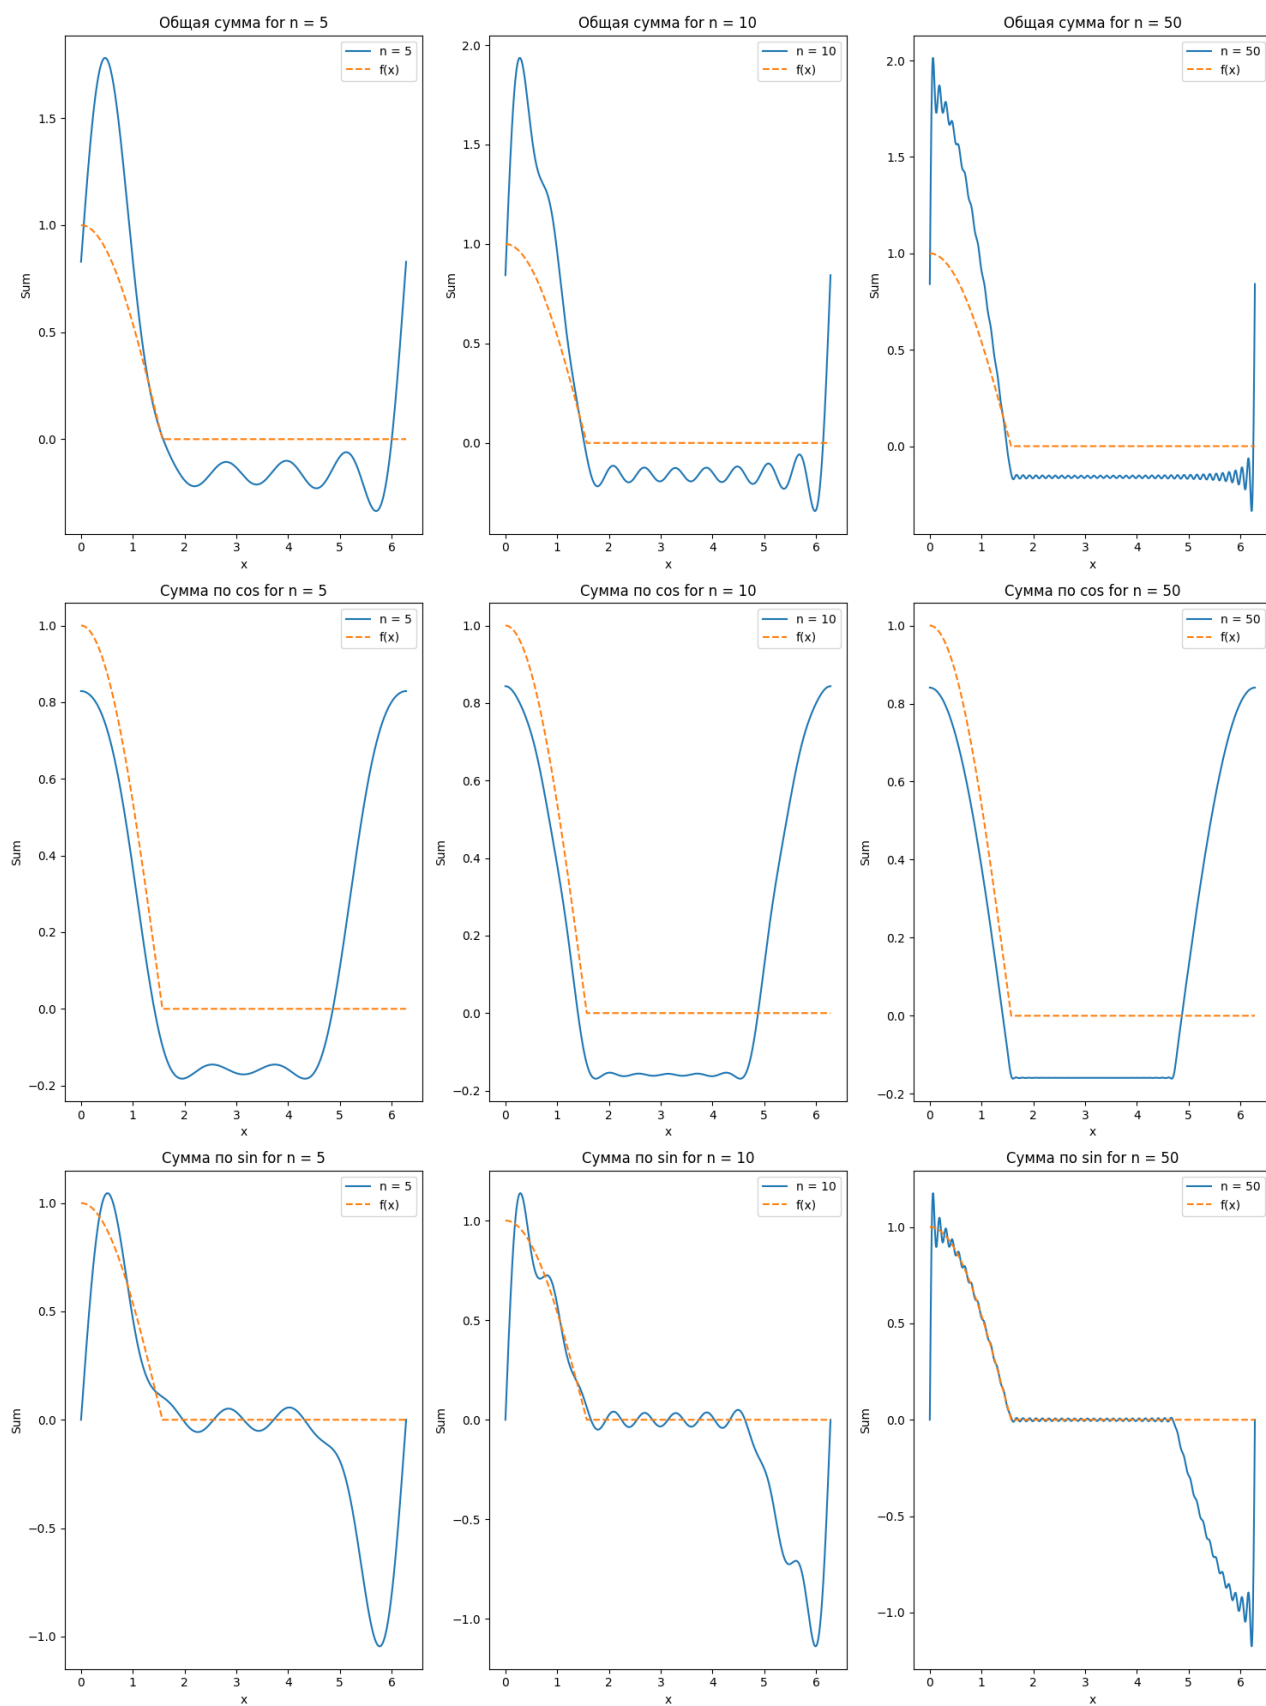 Общая сумма for n = 5
n = 5
f(x)
Sum
1.5
1.0
0.5
0.0
0 1 2 3 4 5 6
x
Общая сумма for n = 10
n = 10
f(x)
Sum
2.0
1.5
1.0
0.5
0.0
0 1 2 3 4 5 6
x
Общая сумма for n = 50
n = 50
f(x)
Sum
2.0
1.5
1.0
0.5
0.0
0 1 2 3 4 5 6
x
Сумма по cos for n = 5
n = 5
f(x)
Sum
1.0
0.8
0.6
0.4
0.2
0.0
−0.2
0 1 2 3 4 5 6
x
Сумма по cos for n = 10
n = 10
f(x)
Sum
1.0
0.8
0.6
0.4
0.2
0.0
−0.2
0 1 2 3 4 5 6
x
Сумма по cos for n = 50
n = 50
f(x)
Sum
1.0
0.8
0.6
0.4
0.2
0.0
−0.2
0 1 2 3 4 5 6
x
Сумма по sin for n = 5
n = 5
f(x)
Sum
1.0
0.5
0.0
−0.5
−1.0
0 1 2 3 4 5 6
x
Сумма по sin for n = 10
n = 10
f(x)
Sum
1.0
0.5
0.0
−0.5
−1.0
0 1 2 3 4 5 6
x
Сумма по sin for n = 50
n = 50
f(x)
Sum
1.0
0.5
0.0
−0.5
−1.0
0 1 2 3 4 5 6
x